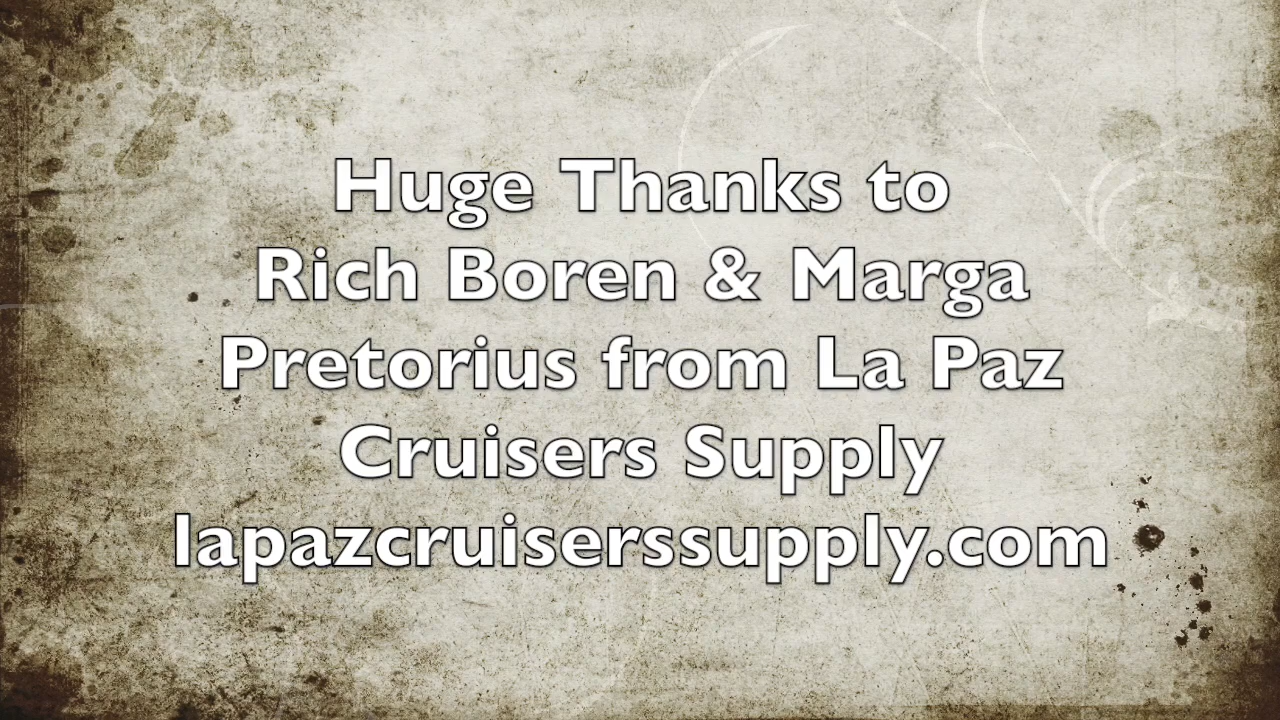 Huge Thanks to
Rich Boren & Marga
Pretorius from La Paz
Cruisers Supply
lapazcruiserssupply.com